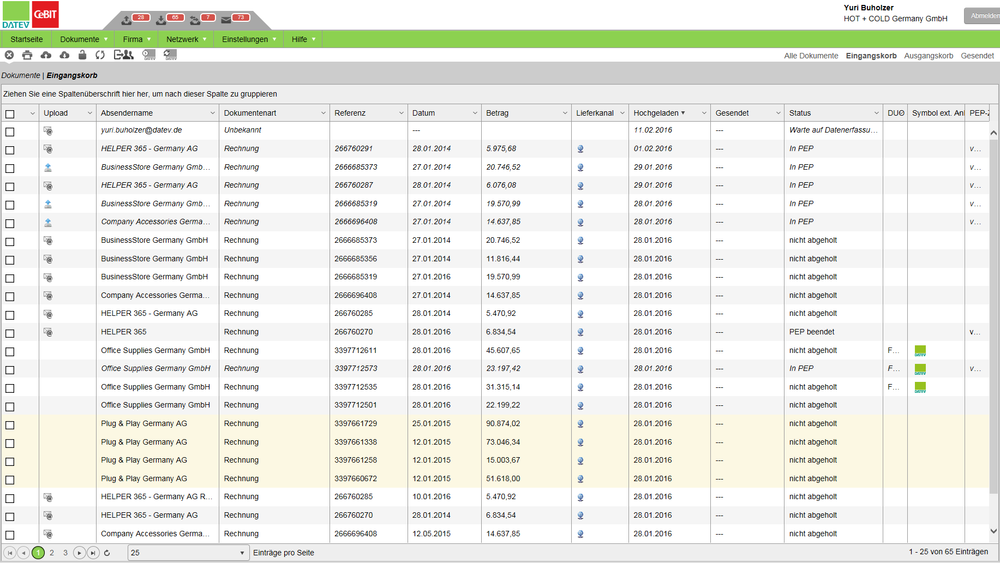 DATEV CeBIT
28 65 7 73
Yuri Buholzer
HOT + COLD Germany GmbH
Abmelden
Startseite Dokumente Firma Netzwerk Einstellungen Hilfe
DATEV DATEV
Alle Dokumente Eingangskorb Ausgangskorb Gesendet
Dokumente | Eingangskorb
Ziehen Sie eine Spaltenüberschrift hier her, um nach dieser Spalte zu gruppieren
Upload Absendername Dokumentenart Referenz Datum Betrag Lieferkanal Hochgeladen Gesendet Status DUO Symbol ext. Anl PEP-Z
yuri.buholzer@datev.de Unbekannt --- 11.02.2016 --- Warte auf Datenerfassu...
HELPER 365 - Germany AG Rechnung 266760291 28.01.2014 5.975,68 01.02.2016 --- In PEP v...
BusinessStore Germany Gmb... Rechnung 2666685373 27.01.2014 20.746,52 29.01.2016 --- In PEP v...
HELPER 365 - Germany AG Rechnung 266760287 28.01.2014 6.076,08 29.01.2016 --- In PEP v...
BusinessStore Germany Gmb... Rechnung 2666685319 27.01.2014 19.570,99 28.01.2016 --- In PEP v...
Company Accessories Germa... Rechnung 2666696408 27.01.2014 14.637,85 28.01.2016 --- In PEP v...
BusinessStore Germany GmbH Rechnung 2666685373 27.01.2014 20.746,52 28.01.2016 --- nicht abgeholt
BusinessStore Germany GmbH Rechnung 2666685356 27.01.2014 11.816,44 28.01.2016 --- nicht abgeholt
BusinessStore Germany GmbH Rechnung 2666685319 27.01.2016 19.570,99 28.01.2016 --- nicht abgeholt
Company Accessories Germa... Rechnung 2666696408 27.01.2014 14.637,85 28.01.2016 --- nicht abgeholt
HELPER 365 - Germany AG Rechnung 266760285 28.01.2014 5.470,92 28.01.2016 --- nicht abgeholt
HELPER 365 Rechnung 266760270 28.01.2016 6.834,54 28.01.2016 --- PEP beendet v...
Office Supplies Germany GmbH Rechnung 3397712611 28.01.2016 45.607,65 28.01.2016 --- nicht abgeholt F... DATEV
Office Supplies Germany GmbH Rechnung 3397712573 28.01.2016 23.197,42 28.01.2016 --- In PEP F... DATEV v...
Office Supplies Germany GmbH Rechnung 3397712535 28.01.2016 31.315,14 28.01.2016 --- nicht abgeholt F... DATEV
Office Supplies Germany GmbH Rechnung 3397712501 28.01.2016 22.199,22 28.01.2016 --- nicht abgeholt
Plug & Play Germany AG Rechnung 3397661729 25.01.2015 90.874,02 28.01.2016 --- nicht abgeholt
Plug & Play Germany AG Rechnung 3397661338 12.01.2015 73.046,34 28.01.2016 --- nicht abgeholt
Plug & Play Germany AG Rechnung 3397661258 12.01.2015 15.003,67 28.01.2016 --- nicht abgeholt
Plug & Play Germany AG Rechnung 3397660672 12.01.2015 51.618,00 28.01.2016 --- nicht abgeholt
HELPER 365 - Germany AG R... Rechnung 266760285 10.01.2016 5.470,92 28.01.2016 --- nicht abgeholt
HELPER 365 - Germany AG Rechnung 266760270 28.01.2014 6.834,54 28.01.2016 --- nicht abgeholt
Company Accessories Germa... Rechnung 2666696408 12.05.2015 14.637,85 28.01.2016 --- nicht abgeholt
1 2 3 25 Einträge pro Seite 1 - 25 von 65 Einträgen